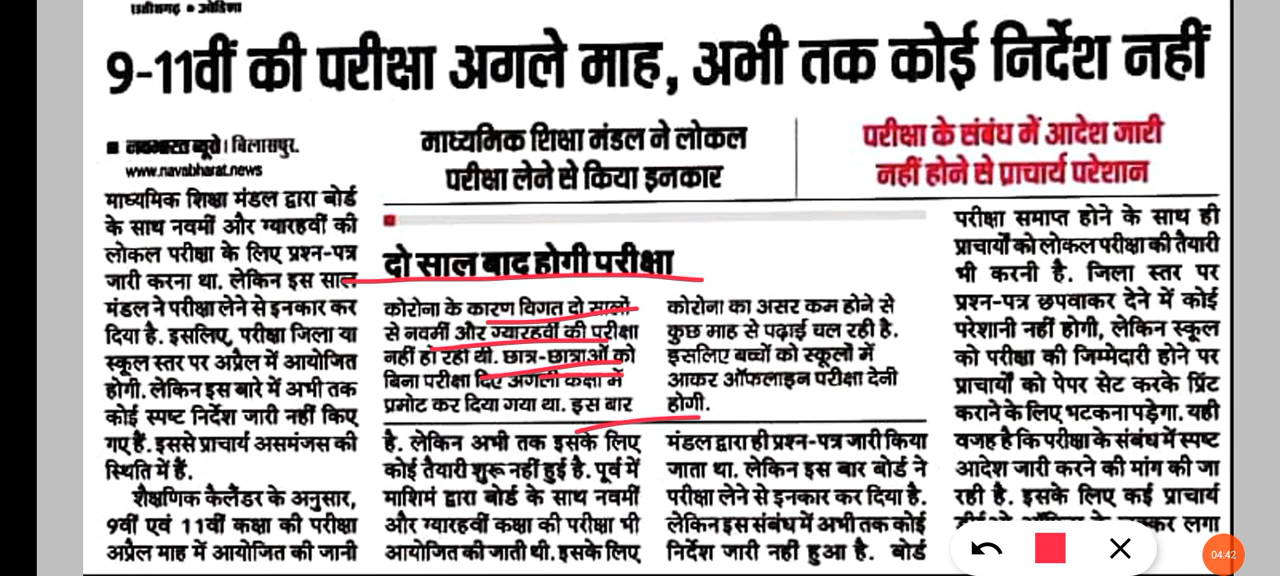 छत्तीसगढ़ • ओडिशा
9-11वीं की परीक्षा अगले माह, अभी तक कोई निर्देश नहीं
■ नवभारत ब्यूरो। बिलासपुर.
www.navabharat.news
माध्यमिक शिक्षा मंडल द्वारा बोर्ड
के साथ नवमीं और ग्यारहवीं की
लोकल परीक्षा के लिए प्रश्न-पत्र
जारी करना था. लेकिन इस साल
मंडल ने परीक्षा लेने से इनकार कर
दिया है. इसलिए, परीक्षा जिला या
स्कूल स्तर पर अप्रैल में आयोजित
होगी. लेकिन इस बारे में अभी तक
कोई स्पष्ट निर्देश जारी नहीं किए
गए हैं. इससे प्राचार्य असमंजस की
स्थिति में हैं.
शैक्षणिक कैलेंडर के अनुसार,
9वीं एवं 11वीं कक्षा की परीक्षा
अप्रैल माह में आयोजित की जानी
माध्यमिक शिक्षा मंडल ने लोकल
परीक्षा लेने से किया इनकार
परीक्षा के संबंध में आदेश जारी
नहीं होने से प्राचार्य परेशान
दो साल बाद होगी परीक्षा
कोरोना के कारण विगत दो सालों
से नवमीं और ग्यारहवीं की परीक्षा
नहीं हो रही थी. छात्र-छात्राओं को
बिना परीक्षा दिए अगली कक्षा में
प्रमोट कर दिया गया था. इस बार
कोरोना का असर कम होने से
कुछ माह से पढ़ाई चल रही है.
इसलिए बच्चों को स्कूलों में
आकर ऑफलाइन परीक्षा देनी
होगी.
है. लेकिन अभी तक इसके लिए
कोई तैयारी शुरू नहीं हुई है. पूर्व में
माशिमं द्वारा बोर्ड के साथ नवमीं
और ग्यारहवीं कक्षा की परीक्षा भी
आयोजित की जाती थी. इसके लिए
मंडल द्वारा ही प्रश्न-पत्र जारी किया
जाता था. लेकिन इस बार बोर्ड ने
परीक्षा लेने से इनकार कर दिया है.
लेकिन इस संबंध में अभी तक कोई
निर्देश जारी नहीं हुआ है. बोर्ड
परीक्षा समाप्त होने के साथ ही
प्राचार्यों को लोकल परीक्षा की तैयारी
भी करनी है. जिला स्तर पर
प्रश्न-पत्र छपवाकर देने में कोई
परेशानी नहीं होगी, लेकिन स्कूल
को परीक्षा की जिम्मेदारी होने पर
प्राचार्यों को पेपर सेट करके प्रिंट
कराने के लिए भटकना पड़ेगा. यही
वजह है कि परीक्षा के संबंध में स्पष्ट
आदेश जारी करने की मांग की जा
रही है. इसके लिए कई प्राचार्य
लगा
04:42